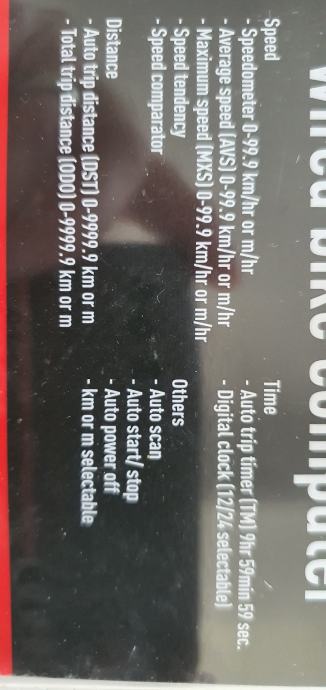 wired bike computer
Speed
- Speedometer 0-99.9 km/hr or m/hr
- Average speed (AVS) 0-99.9 km/hr or m/hr
- Maximum speed (MXS) 0-99.9 km/hr or m/hr
- Speed tendency
- Speed comparator
Distance
- Auto trip distance (DST) 0-9999.9 km or m
- Total trip distance (ODO) 0-9999.9 km or m
Time
- Auto trip timer (TM) 9hr 59min 59 sec.
- Digital clock (12/24 selectable)
Others
- Auto scan
- Auto start/ stop
- Auto power off
- km or m selectable